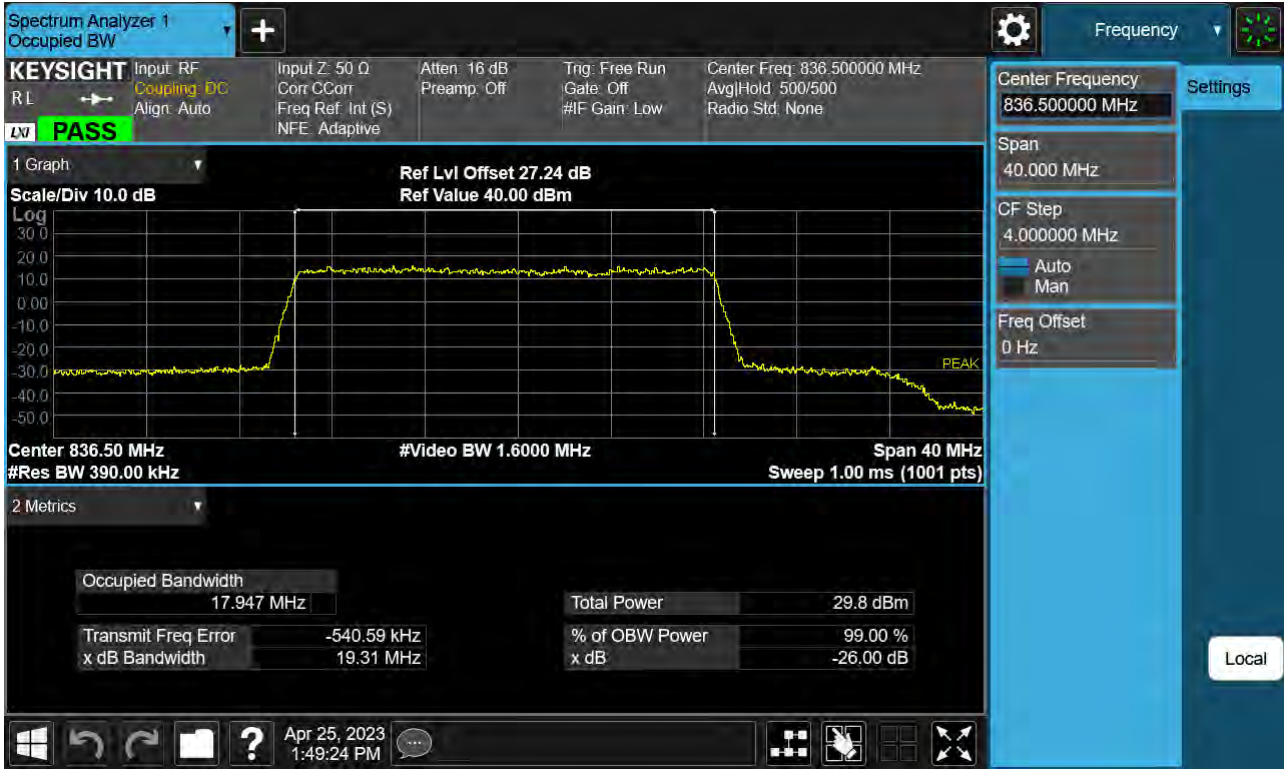 Spectrum Analyzer 1
Occupied BW
Frequency
KEYSIGHT
R L
LXI
PASS
Input: RF
Coupling: DC
Align: Auto
Input Z: 50 Ω
Corr CCorr
Freq Ref: Int (S)
NFE: Adaptive
Atten: 16 dB
Preamp: Off
Trig: Free Run
Gate: Off
#IF Gain: Low
Center Freq: 836.500000 MHz
Avg|Hold: 500/500
Radio Std: None
Center Frequency
836.500000 MHz
Settings
Span
40.000 MHz
CF Step
4.000000 MHz
Auto
Man
Freq Offset
0 Hz
Local
1 Graph
Scale/Div 10.0 dB
Ref Lvl Offset 27.24 dB
Ref Value 40.00 dBm
Log
30.0
20.0
10.0
0.00
-10.0
-20.0
-30.0
-40.0
-50.0
PEAK
Center 836.50 MHz
#Video BW 1.6000 MHz
Span 40 MHz
#Res BW 390.00 kHz
Sweep 1.00 ms (1001 pts)
2 Metrics
Occupied Bandwidth
17.947 MHz
Total Power 29.8 dBm
Transmit Freq Error -540.59 kHz
% of OBW Power 99.00 %
x dB Bandwidth 19.31 MHz
x dB -26.00 dB
?
Apr 25, 2023
1:49:24 PM